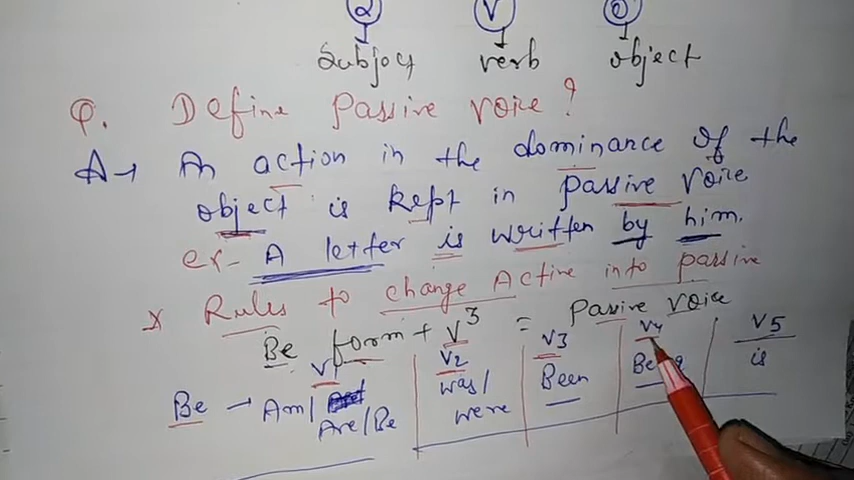 S V O
Subject verb object
Q. Define Passive voice?
A→ An action in the dominance of the
object is kept in passive voice
ex- A letter is written by him.
* Rules to change Active into passive
Be form + V³ = Passive voice
V1 V2 V3 V4 V5
Be → Am/ was/ Been Being is
Are/Be were